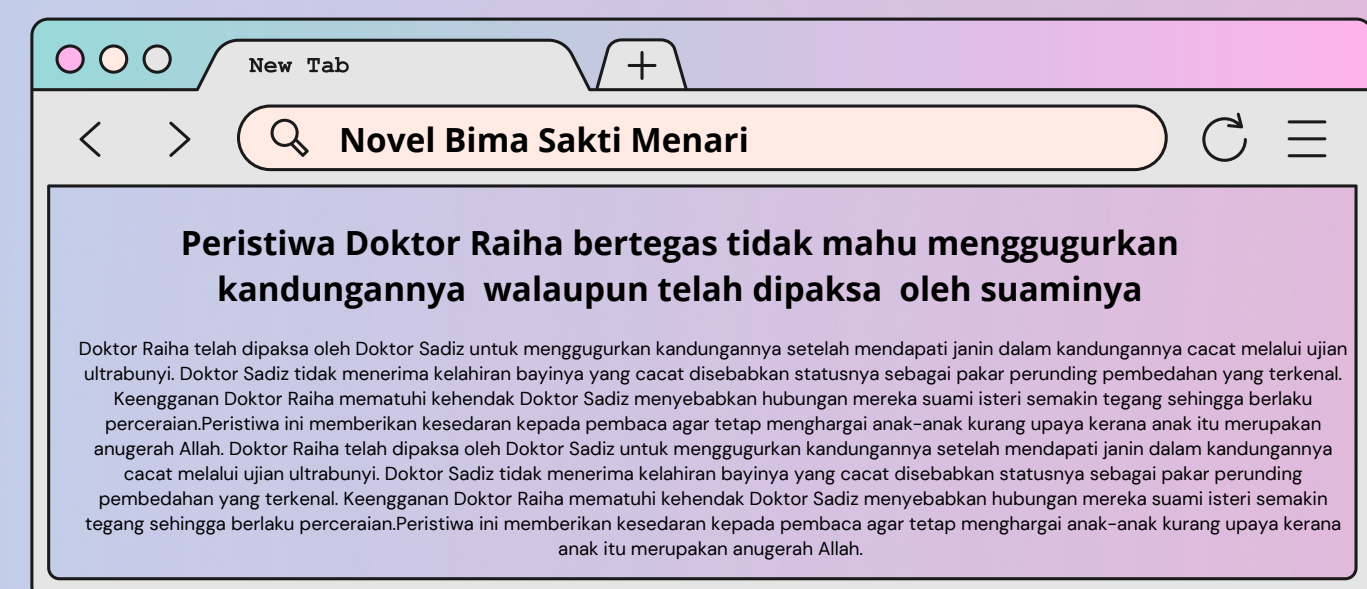 New Tab
Novel Bima Sakti Menari
Peristiwa Doktor Raiha bertegas tidak mahu menggugurkan
kandungannya walaupun telah dipaksa oleh suaminya
Doktor Raiha telah dipaksa oleh Doktor Sadiz untuk menggugurkan kandungannya setelah mendapati janin dalam kandungannya cacat melalui ujian
ultrabunyi. Doktor Sadiz tidak menerima kelahiran bayinya yang cacat disebabkan statusnya sebagai pakar perunding pembedahan yang terkenal.
Keengganan Doktor Raiha mematuhi kehendak Doktor Sadiz menyebabkan hubungan mereka suami isteri semakin tegang sehingga berlaku
perceraian.Peristiwa ini memberikan kesedaran kepada pembaca agar tetap menghargai anak-anak kurang upaya kerana anak itu merupakan
anugerah Allah. Doktor Raiha telah dipaksa oleh Doktor Sadiz untuk menggugurkan kandungannya setelah mendapati janin dalam kandungannya
cacat melalui ujian ultrabunyi. Doktor Sadiz tidak menerima kelahiran bayinya yang cacat disebabkan statusnya sebagai pakar perunding
pembedahan yang terkenal. Keengganan Doktor Raiha mematuhi kehendak Doktor Sadiz menyebabkan hubungan mereka suami isteri semakin
tegang sehingga berlaku perceraian.Peristiwa ini memberikan kesedaran kepada pembaca agar tetap menghargai anak-anak kurang upaya kerana
anak itu merupakan anugerah Allah.